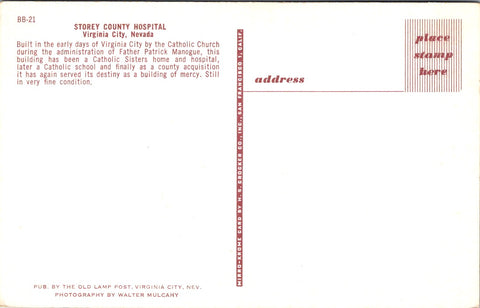 BB-21
STOREY COUNTY HOSPITAL
Virginia City, Nevada
Built in the early days of Virginia City by the Catholic Church
during the administration of Father Patrick Manogue, this
building has been a Catholic Sisters home and hospital,
later a Catholic school and finally as a county acquisition
it has again served its destiny as a building of mercy. Still
in very fine condition.
PUB. BY THE OLD LAMP POST, VIRGINIA CITY, NEV.
PHOTOGRAPHY BY WALTER MULCAHY
MIRRO-KROME CARD BY H. S. CROCKER CO., INC., SAN FRANCISCO 1, CALIF.
address
place
stamp
here